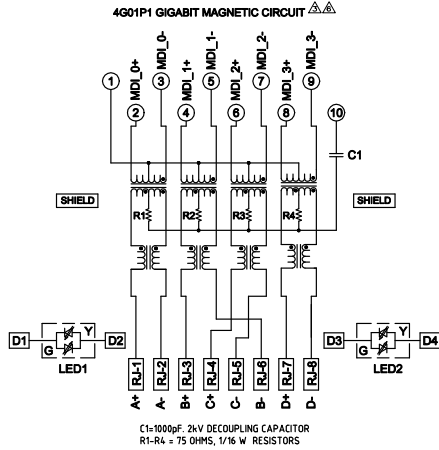 4G01P1 GIGABIT MAGNETIC CIRCUIT 3 6
MDI_0+ MDI_0- MDI_1+ MDI_1- MDI_2+ MDI_2- MDI_3+ MDI_3-
1 3 5 7 9
2 4 6 8 10
C1
SHIELD SHIELD
R1 R2 R3 R4
D1 Y D2 D3 Y D4
G G
LED1 LED2
RJ-1 RJ-2 RJ-3 RJ-4 RJ-5 RJ-6 RJ-7 RJ-8
A+ A- B+ C+ C- B- D+ D-
C1=1000pF. 2kV DECOUPLING CAPACITOR
R1-R4 = 75 OHMS, 1/16 W RESISTORS